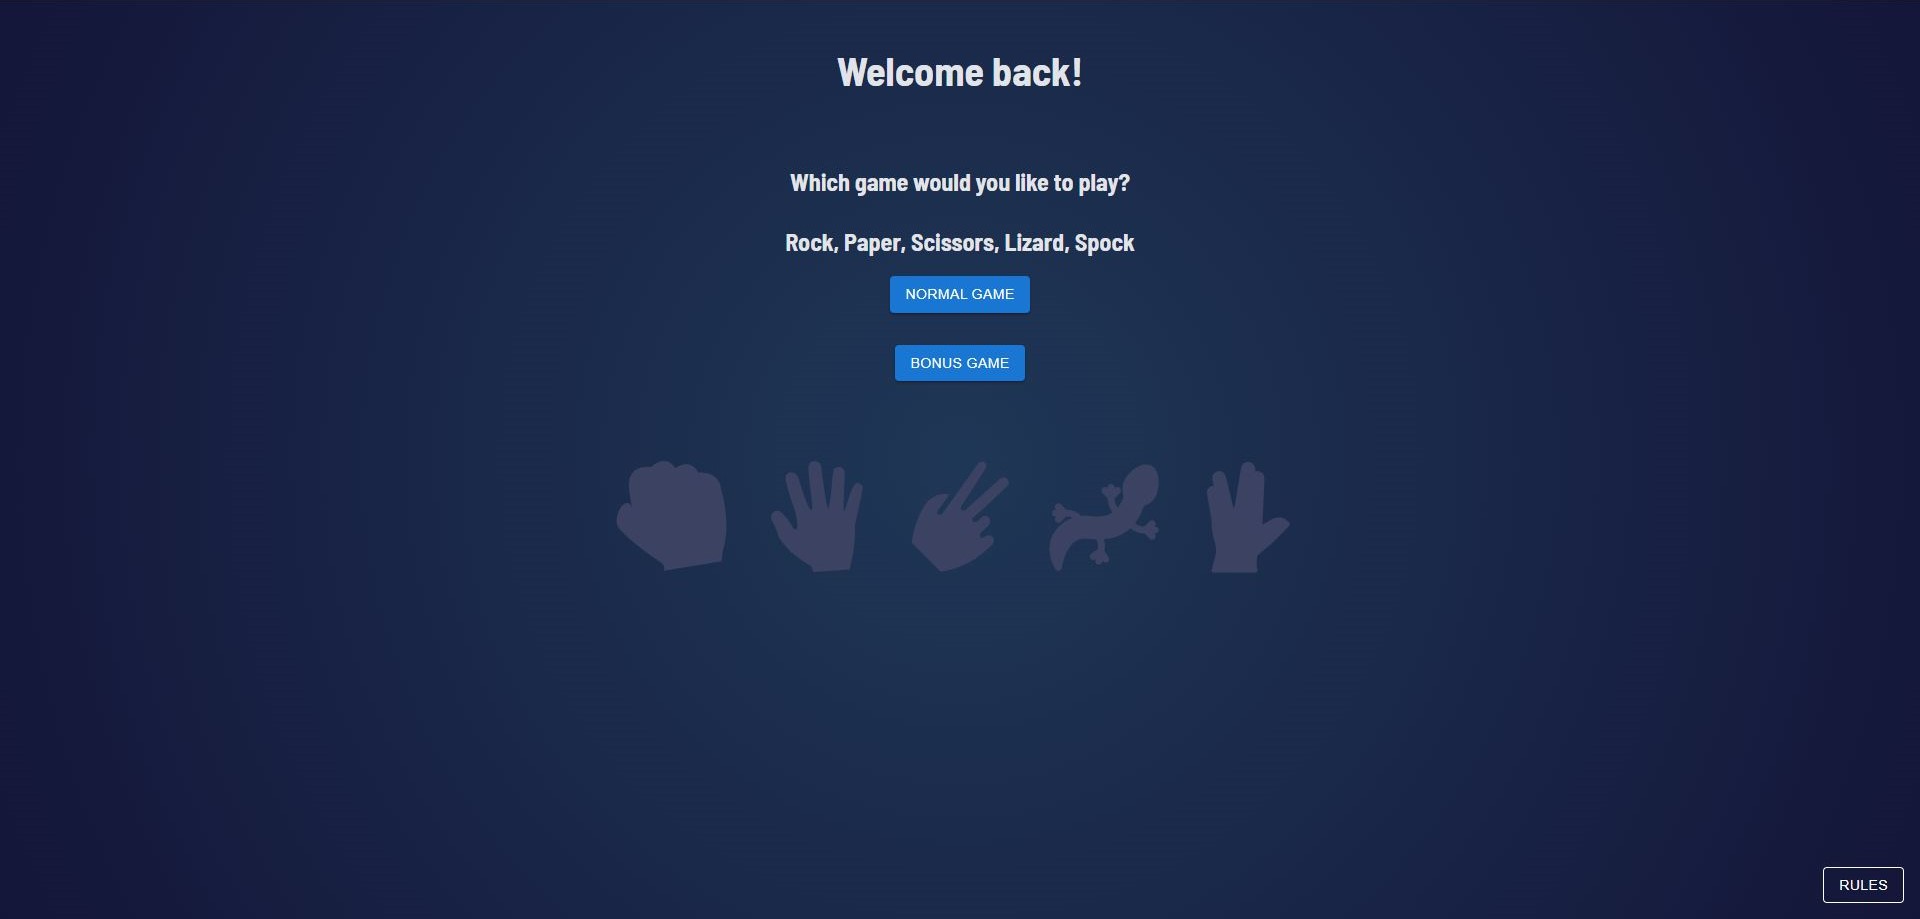 Welcome back!
Which game would you like to play?
Rock, Paper, Scissors, Lizard, Spock
NORMAL GAME
BONUS GAME
RULES